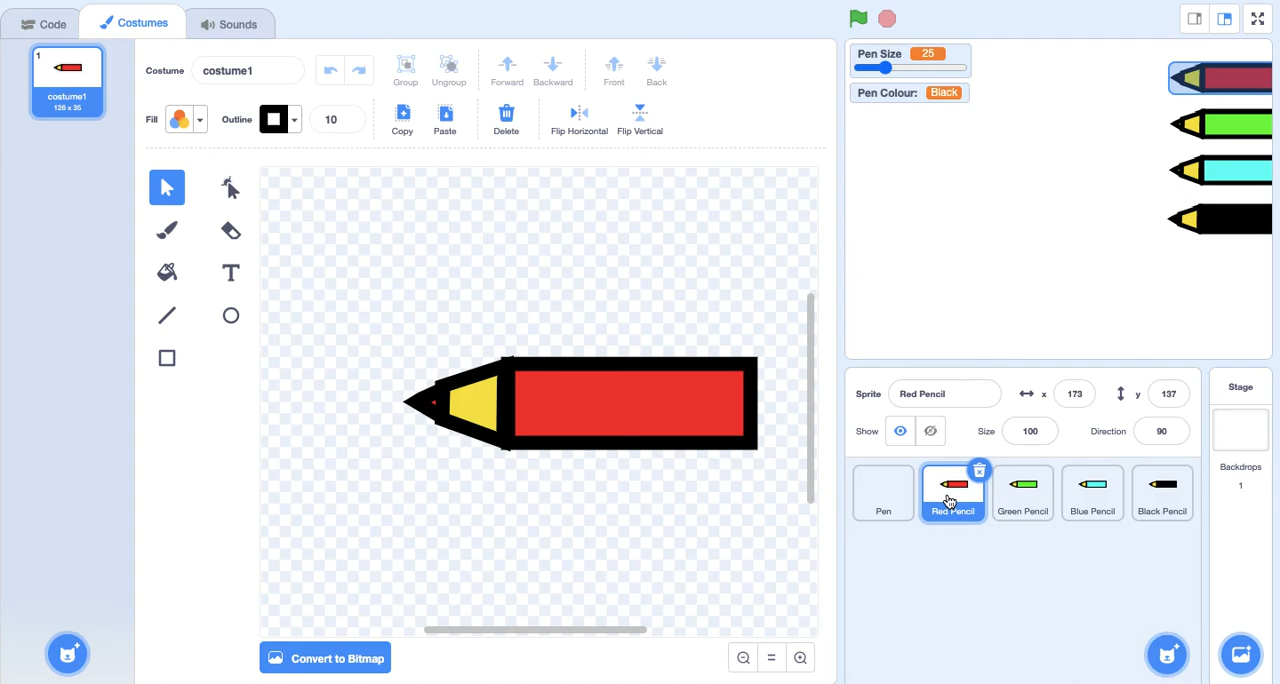 Code Costumes Sounds
1
costume1
126 x 35
Costume costume1 Group Ungroup Forward Backward Front Back
Fill Outline 10 Copy Paste Delete Flip Horizontal Flip Vertical
Convert to Bitmap
Pen Size 25
Pen Colour: Black
Sprite Red Pencil x 173 y 137
Show Size 100 Direction 90
Pen Red Pencil Green Pencil Blue Pencil Black Pencil
Stage
Backdrops
1